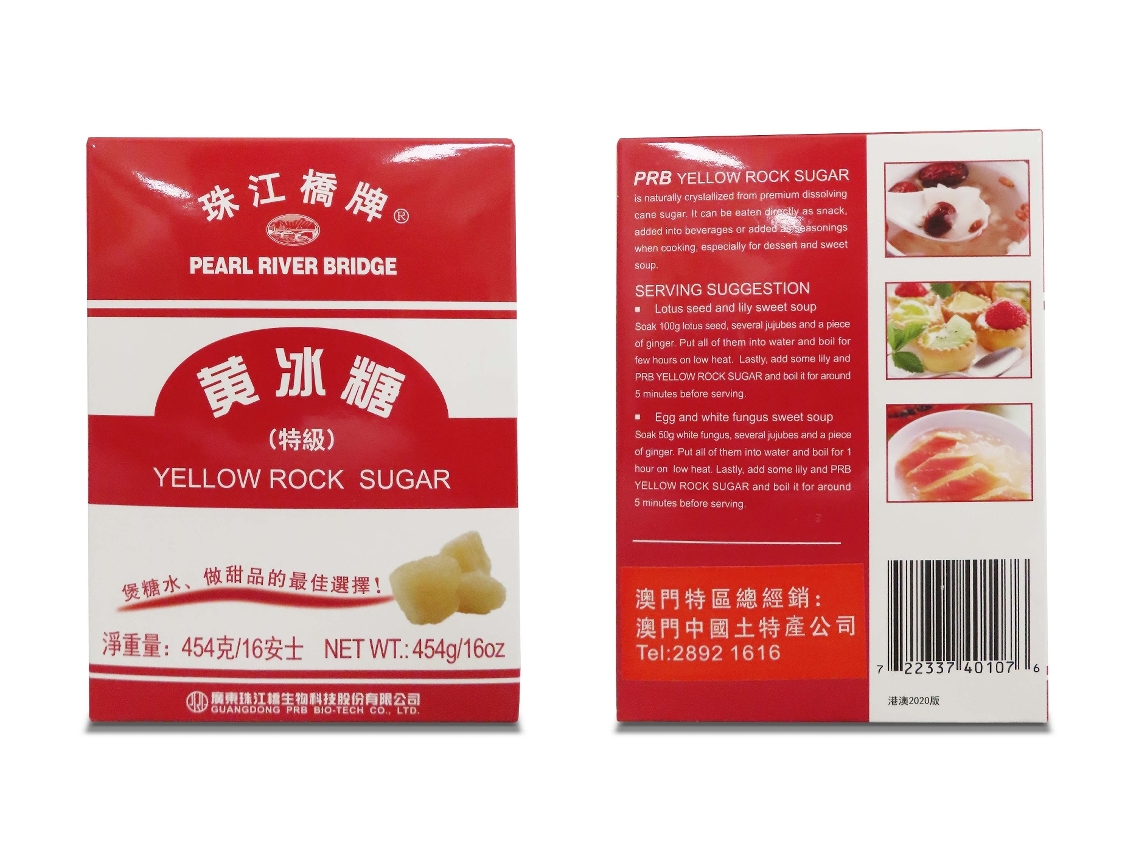 珠江橋牌®
PEARL RIVER BRIDGE
黄冰糖
（特級）
YELLOW ROCK SUGAR
煲糖水、做甜品的最佳選擇！
淨重量：454克/16安士 NET WT.: 454g/16oz
廣東珠江橋生物科技股份有限公司
GUANGDONG PRB BIO-TECH CO., LTD.
PRB YELLOW ROCK SUGAR
is naturally crystallized from premium dissolving
cane sugar. It can be eaten directly as snack,
added into beverages or added as seasonings
when cooking, especially for dessert and sweet
soup.
SERVING SUGGESTION
▪ Lotus seed and lily sweet soup
Soak 100g lotus seed, several jujubes and a piece
of ginger. Put all of them into water and boil for
few hours on low heat. Lastly, add some lily and
PRB YELLOW ROCK SUGAR and boil it for around
5 minutes before serving.
▪ Egg and white fungus sweet soup
Soak 50g white fungus, several jujubes and a piece
of ginger. Put all of them into water and boil for 1
hour on low heat. Lastly, add some lily and PRB
YELLOW ROCK SUGAR and boil it for around
5 minutes before serving.
澳門特區總經銷：
澳門中國土特產公司
Tel:2892 1616
7 22337 40107 6
港澳2020版